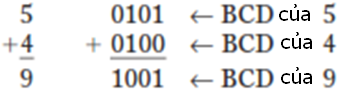 5 0101 ← BCD của 5
+4 + 0100 ← BCD của 4
9 1001 ← BCD của 9